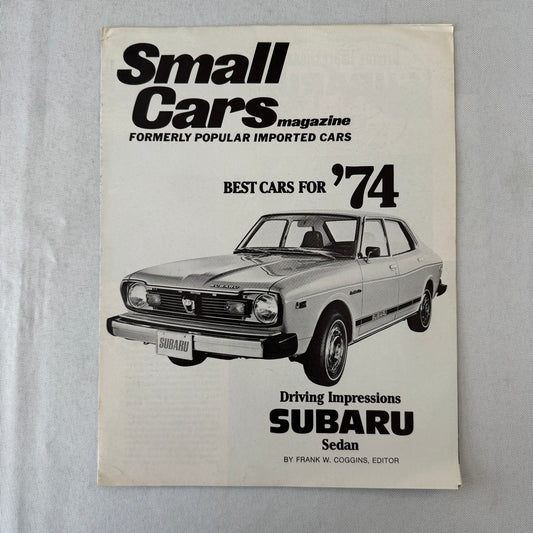 Small
Cars magazine
FORMERLY POPULAR IMPORTED CARS
BEST CARS FOR '74
SUBARU
SUBARU
Driving Impressions
SUBARU
Sedan
BY FRANK W. COGGINS, EDITOR